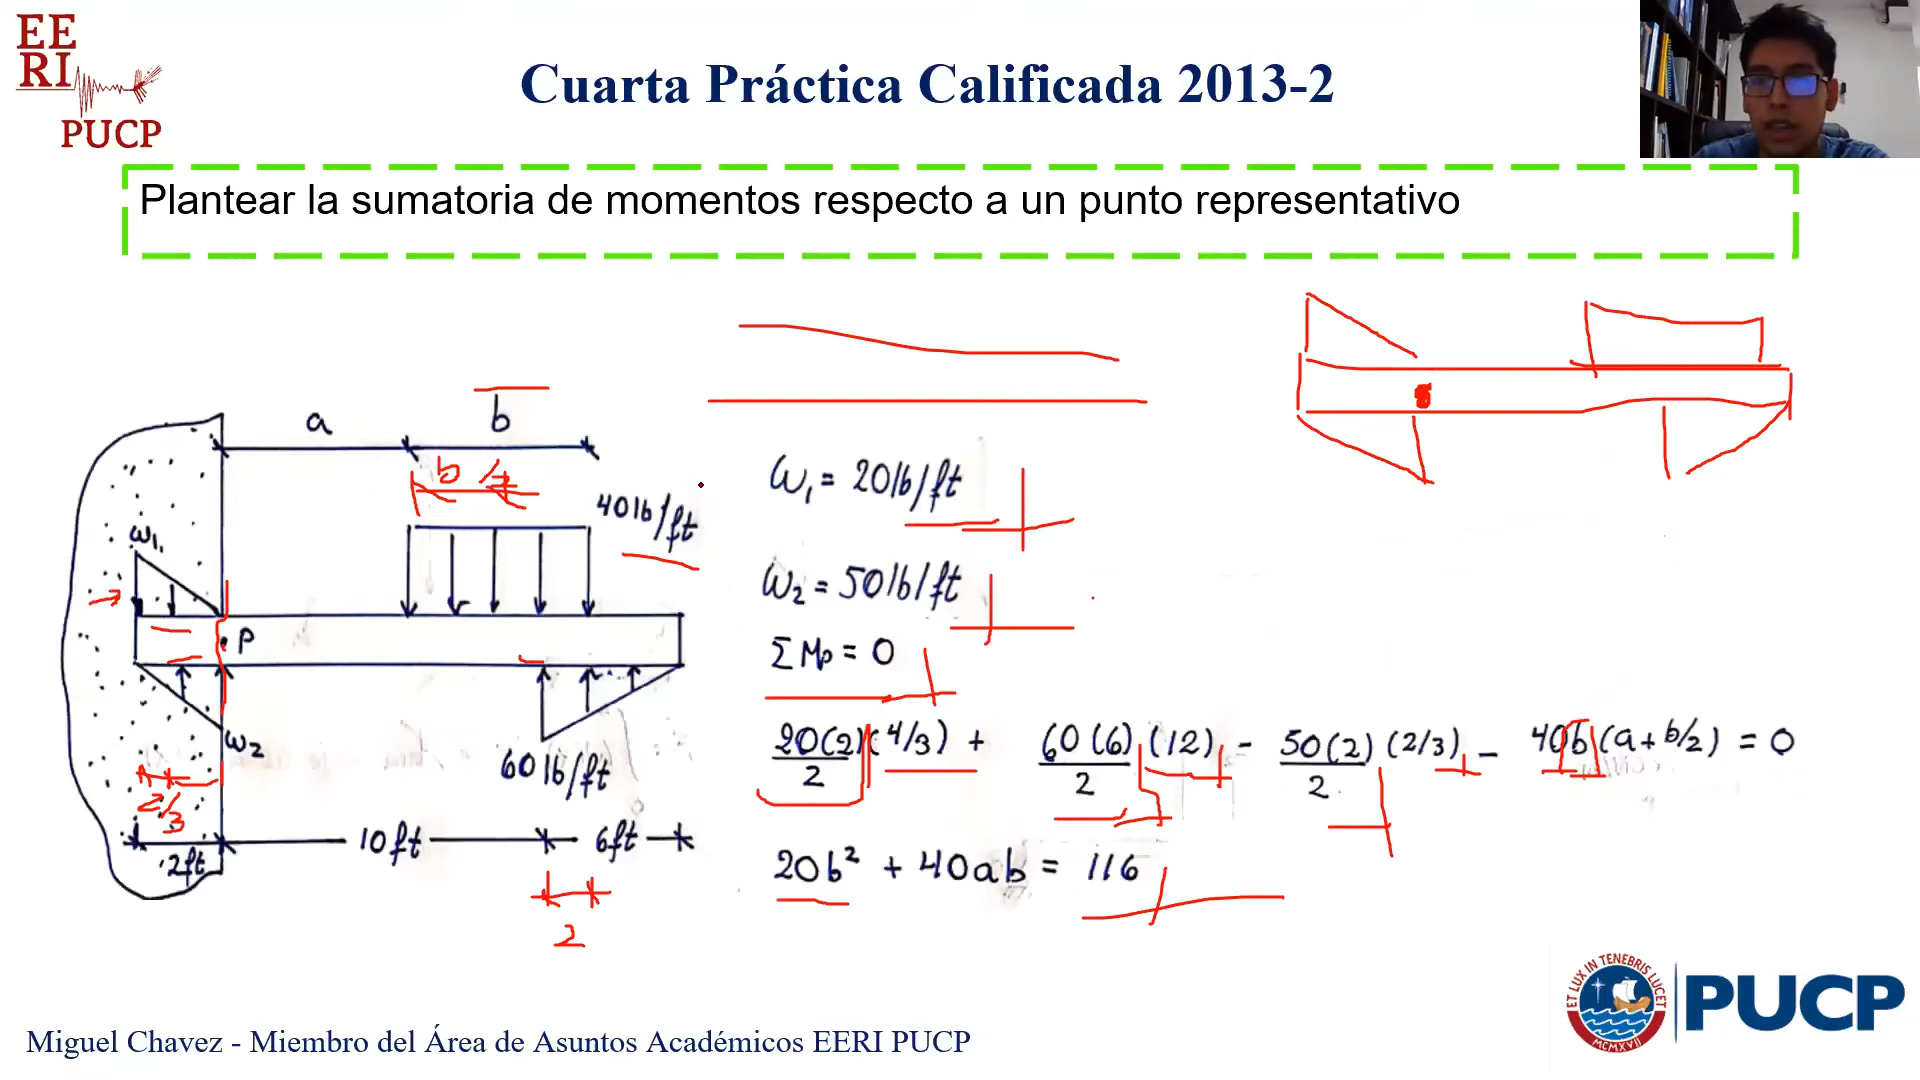 EE
RI
PUCP
Cuarta Práctica Calificada 2013-2
Plantear la sumatoria de momentos respecto a un punto representativo
a
b
b/2
40lb/ft
ω₁
P
ω₂
60lb/ft
2/3
2ft
10ft
6ft
2
ω₁ = 20lb/ft
ω₂ = 50lb/ft
ΣMp = 0
20(2)/2 (4/3) + 60(6)/2 (12) - 50(2)/2 (2/3) - 40b(a+b/2) = 0
20b² + 40ab = 116
ET LUX IN TENEBRIS LUCET
MCMXVII
PUCP
Miguel Chavez - Miembro del Área de Asuntos Académicos EERI PUCP